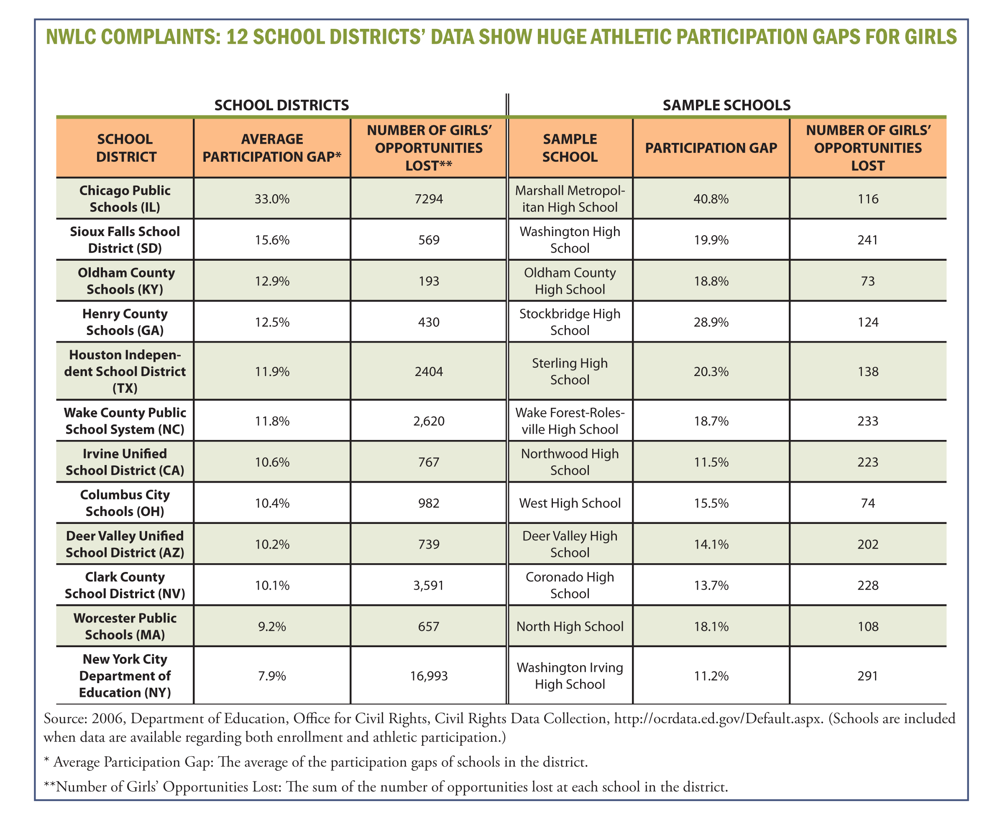 NWLC COMPLAINTS: 12 SCHOOL DISTRICTS’ DATA SHOW HUGE ATHLETIC PARTICIPATION GAPS FOR GIRLS
SCHOOL DISTRICTS
SAMPLE SCHOOLS
SCHOOL
DISTRICT
AVERAGE
PARTICIPATION GAP*
NUMBER OF GIRLS’
OPPORTUNITIES
LOST**
SAMPLE
SCHOOL
PARTICIPATION GAP
NUMBER OF GIRLS’
OPPORTUNITIES
LOST
Chicago Public
Schools (IL)
33.0%
7294
Marshall Metropol-
itan High School
40.8%
116
Sioux Falls School
District (SD)
15.6%
569
Washington High
School
19.9%
241
Oldham County
Schools (KY)
12.9%
193
Oldham County
High School
18.8%
73
Henry County
Schools (GA)
12.5%
430
Stockbridge High
School
28.9%
124
Houston Indepen-
dent School District
(TX)
11.9%
2404
Sterling High
School
20.3%
138
Wake County Public
School System (NC)
11.8%
2,620
Wake Forest-Roles-
ville High School
18.7%
233
Irvine Unified
School District (CA)
10.6%
767
Northwood High
School
11.5%
223
Columbus City
Schools (OH)
10.4%
982
West High School
15.5%
74
Deer Valley Unified
School District (AZ)
10.2%
739
Deer Valley High
School
14.1%
202
Clark County
School District (NV)
10.1%
3,591
Coronado High
School
13.7%
228
Worcester Public
Schools (MA)
9.2%
657
North High School
18.1%
108
New York City
Department of
Education (NY)
7.9%
16,993
Washington Irving
High School
11.2%
291
Source: 2006, Department of Education, Office for Civil Rights, Civil Rights Data Collection, http://ocrdata.ed.gov/Default.aspx. (Schools are included
when data are available regarding both enrollment and athletic participation.)
* Average Participation Gap: The average of the participation gaps of schools in the district.
**Number of Girls’ Opportunities Lost: The sum of the number of opportunities lost at each school in the district.